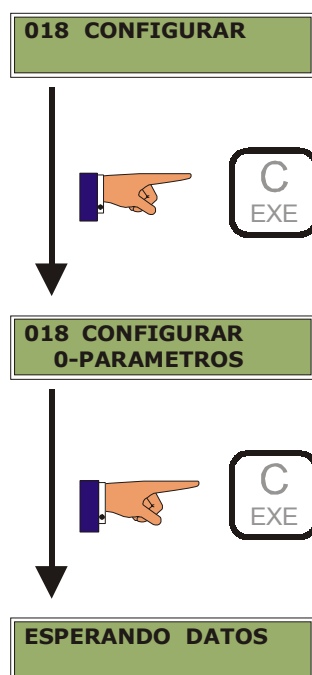 018 CONFIGURAR
C
EXE
018 CONFIGURAR
0-PARAMETROS
C
EXE
ESPERANDO DATOS